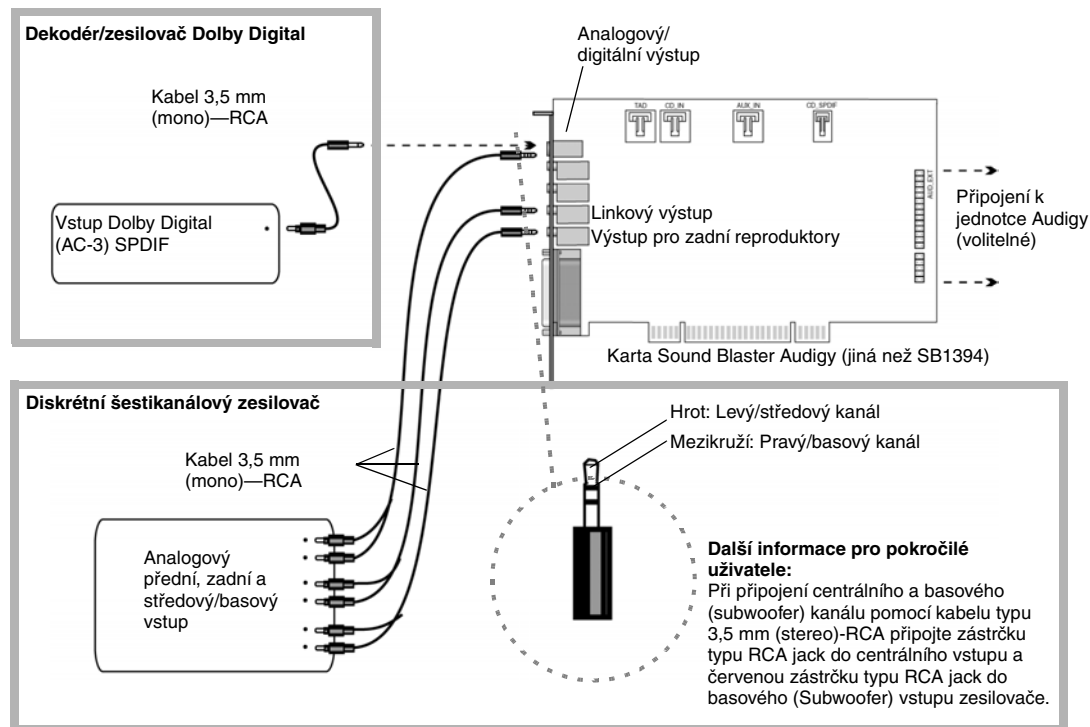 Dekodér/zesilovač Dolby Digital
Kabel 3,5 mm
(mono)—RCA
Vstup Dolby Digital
(AC-3) SPDIF
Analogový/
digitální výstup
TAD
CD_IN
AUX_IN
CD_SPDIF
AUD_EXT
Linkový výstup
Výstup pro zadní reproduktory
Připojení k
jednotce Audigy
(volitelné)
Karta Sound Blaster Audigy (jiná než SB1394)
Diskrétní šestikanálový zesilovač
Kabel 3,5 mm
(mono)—RCA
Analogový
přední, zadní a
středový/basový
vstup
Hrot: Levý/středový kanál
Mezikruží: Pravý/basový kanál
Další informace pro pokročilé
uživatele:
Při připojení centrálního a basového
(subwoofer) kanálu pomocí kabelu typu
3,5 mm (stereo)-RCA připojte zástrčku
typu RCA jack do centrálního vstupu a
červenou zástrčku typu RCA jack do
basového (Subwoofer) vstupu zesilovače.